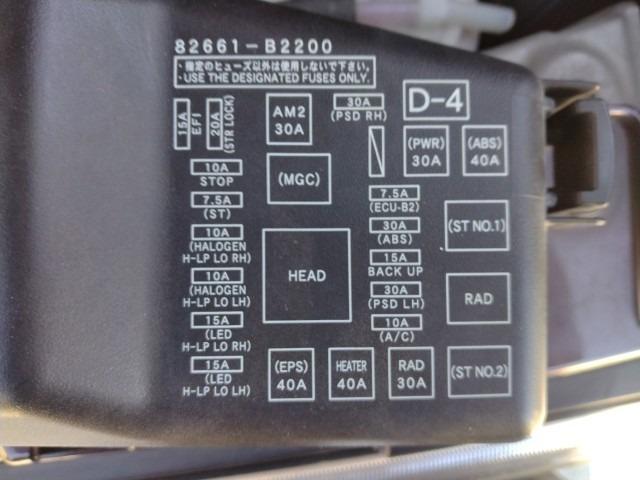 82661-B2200
・指定のヒューズ以外は使用しないで下さい。
・USE THE DESIGNATED FUSES ONLY.
15A
EFI
20A
(STR LOCK)
AM2
30A
30A
(PSD RH)
D-4
(PWR)
30A
(ABS)
40A
10A
STOP
(MGC)
7.5A
(ST)
7.5A
(ECU-B2)
(ST NO.1)
10A
(HALOGEN
H-LP LO RH)
30A
(ABS)
HEAD
15A
BACK UP
10A
(HALOGEN
H-LP LO LH)
30A
(PSD LH)
RAD
15A
(LED
H-LP LO RH)
10A
(A/C)
15A
(LED
H-LP LO LH)
(EPS)
40A
HEATER
40A
RAD
30A
(ST NO.2)